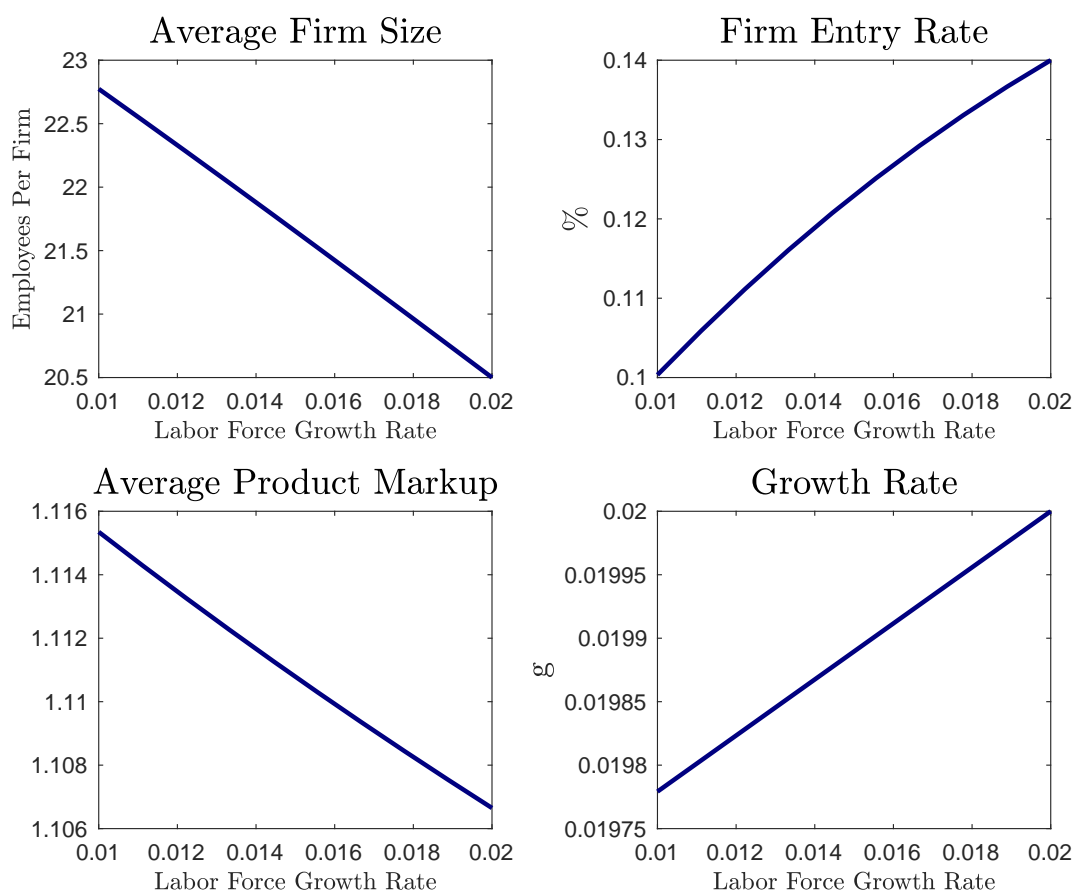 Average Firm Size
Employees Per Firm
23
22.5
22
21.5
21
20.5
0.01 0.012 0.014 0.016 0.018 0.02
Labor Force Growth Rate
Firm Entry Rate
%
0.14
0.13
0.12
0.11
0.1
0.01 0.012 0.014 0.016 0.018 0.02
Labor Force Growth Rate
Average Product Markup
1.116
1.114
1.112
1.11
1.108
1.106
0.01 0.012 0.014 0.016 0.018 0.02
Labor Force Growth Rate
Growth Rate
g
0.02
0.01995
0.0199
0.01985
0.0198
0.01975
0.01 0.012 0.014 0.016 0.018 0.02
Labor Force Growth Rate